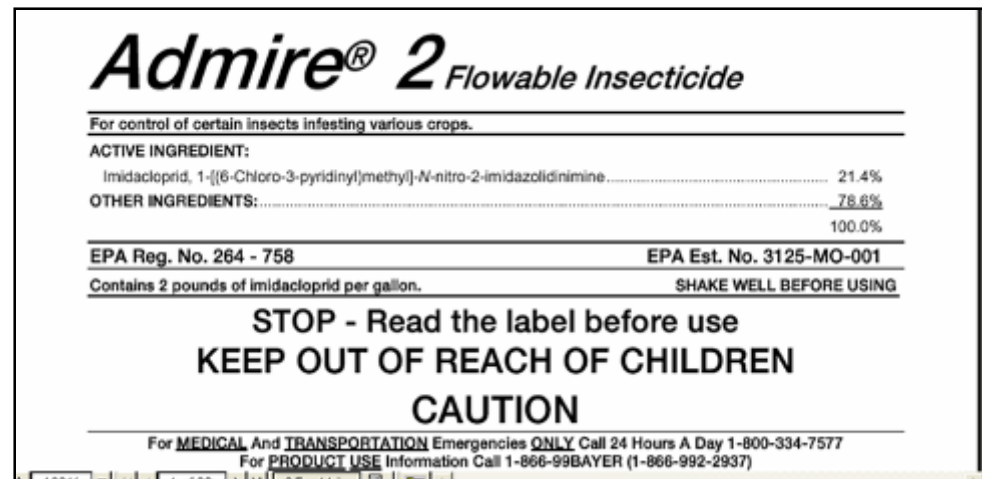 Admire® 2 Flowable Insecticide
For control of certain insects infesting various crops.
ACTIVE INGREDIENT:
Imidacloprid, 1-[(6-Chloro-3-pyridinyl)methyl]-N-nitro-2-imidazolidinimine 21.4%
OTHER INGREDIENTS: 78.6%
100.0%
EPA Reg. No. 264 - 758 EPA Est. No. 3125-MO-001
Contains 2 pounds of imidacloprid per gallon. SHAKE WELL BEFORE USING
STOP - Read the label before use
KEEP OUT OF REACH OF CHILDREN
CAUTION
For MEDICAL And TRANSPORTATION Emergencies ONLY Call 24 Hours A Day 1-800-334-7577
For PRODUCT USE Information Call 1-866-99BAYER (1-866-992-2937)